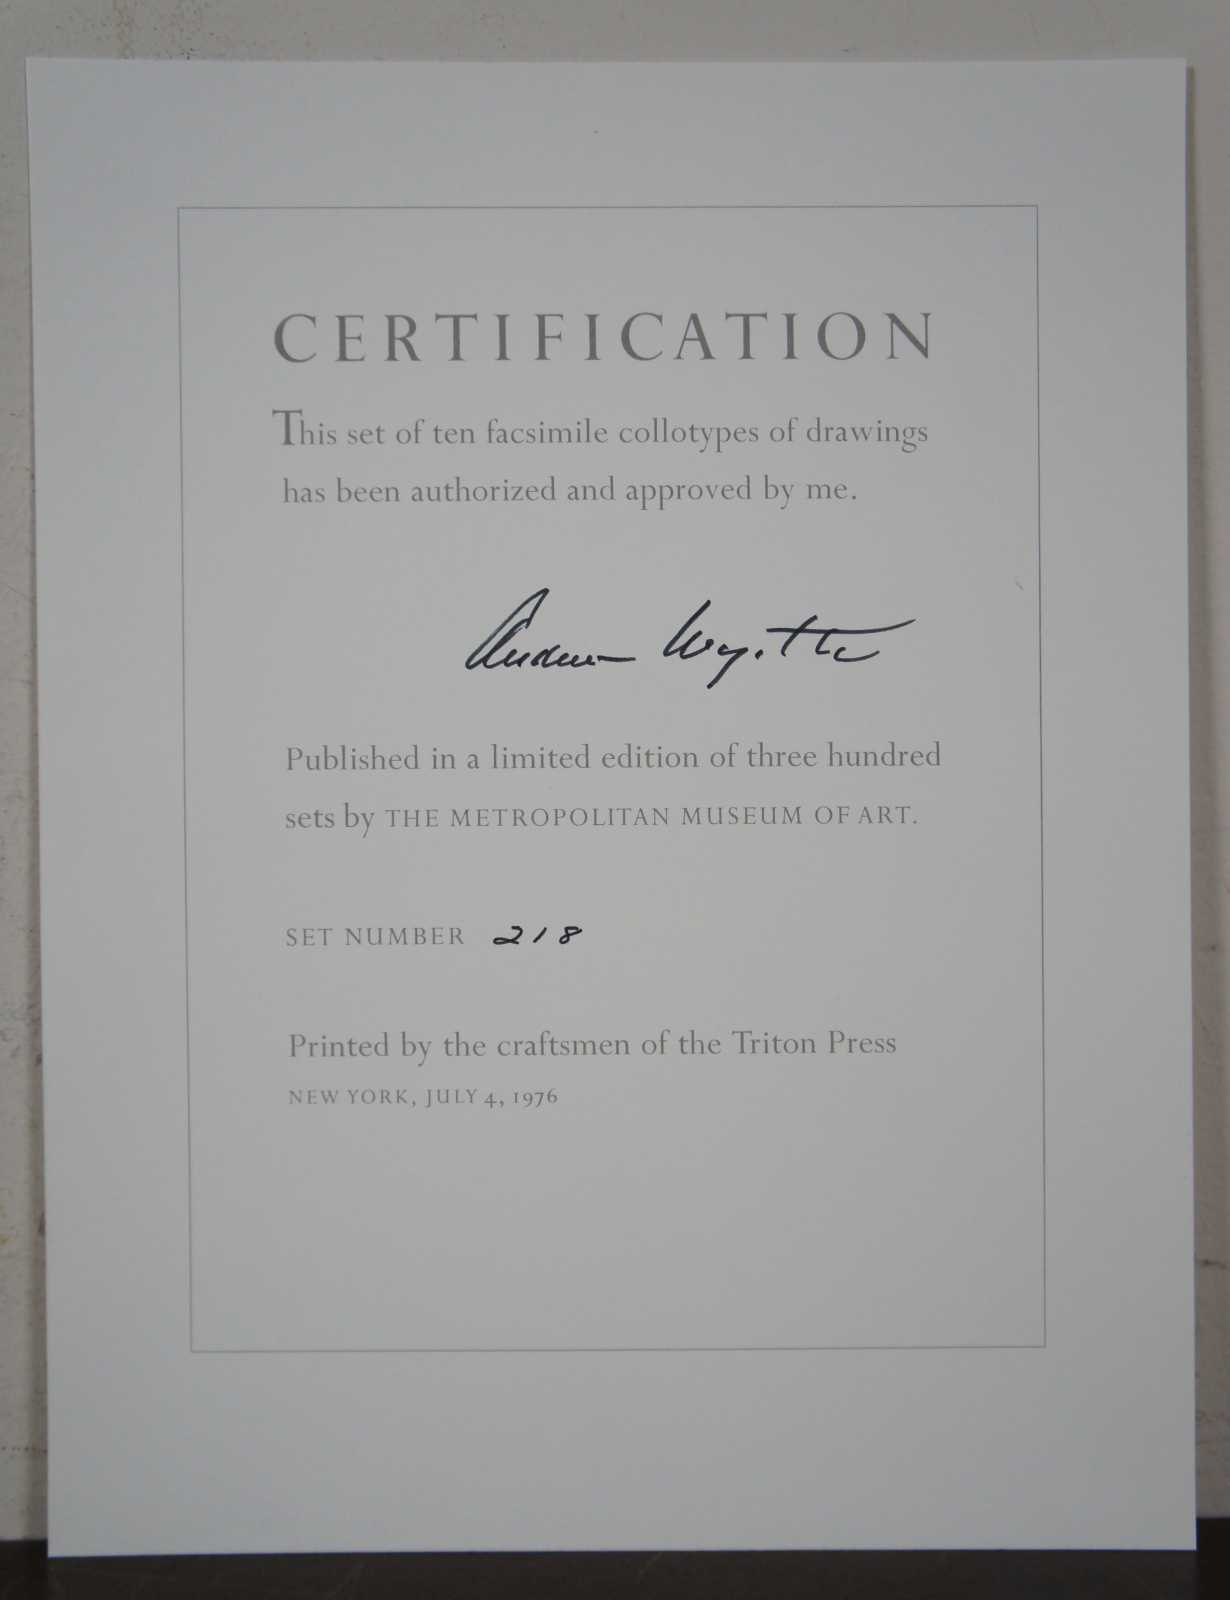 CERTIFICATION
This set of ten facsimile collotypes of drawings
has been authorized and approved by me.
Andrew Wyeth
Published in a limited edition of three hundred
sets by THE METROPOLITAN MUSEUM OF ART.
SET NUMBER 218
Printed by the craftsmen of the Triton Press
NEW YORK, JULY 4, 1976